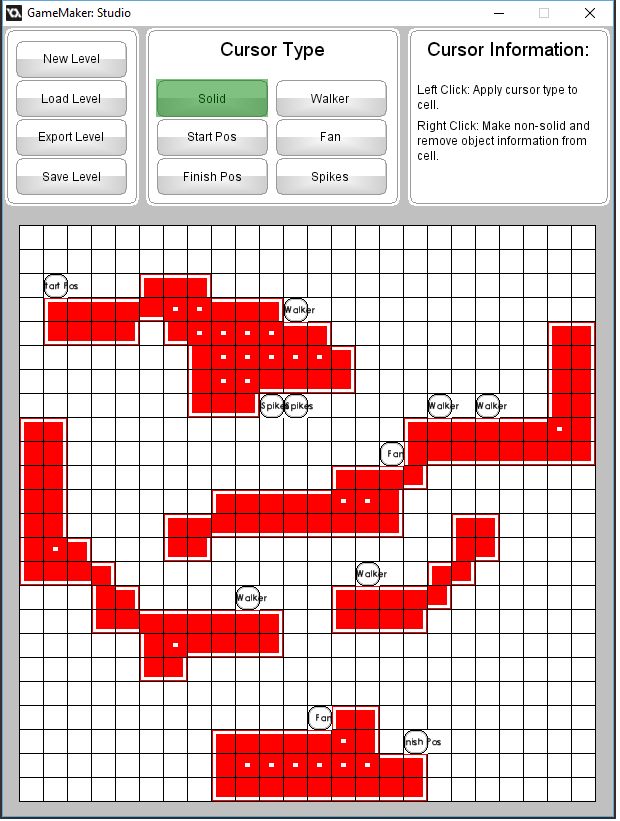 GameMaker: Studio
New Level
Load Level
Export Level
Save Level
Cursor Type
Solid
Walker
Start Pos
Fan
Finish Pos
Spikes
Cursor Information:
Left Click: Apply cursor type to
cell.
Right Click: Make non-solid and
remove object information from
cell.
tart Pos
Walker
Spikes
Spikes
Walker
Walker
Fan
Walker
Walker
Fan
nish Pos